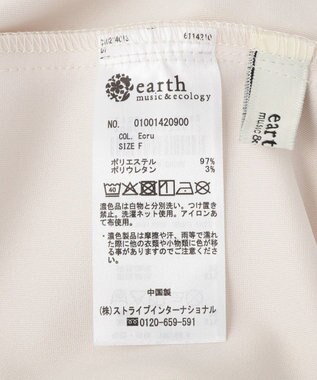 earth
music&ecology
NO. 01001420900
COL. Ecru
SIZE F
ポリエステル 97%
ポリウレタン 3%
40
濃色品は白物と分別洗い。つけ置き
禁止。洗濯ネット使用。アイロンあ
て布使用。
・濃色製品は摩擦や汗、雨等で濡れ
た際に他の衣類や小物類に色が移
る事がありますのでご注意下さい。
中国製
(株)ストライプインターナショナル
0120-659-591
eart
music&